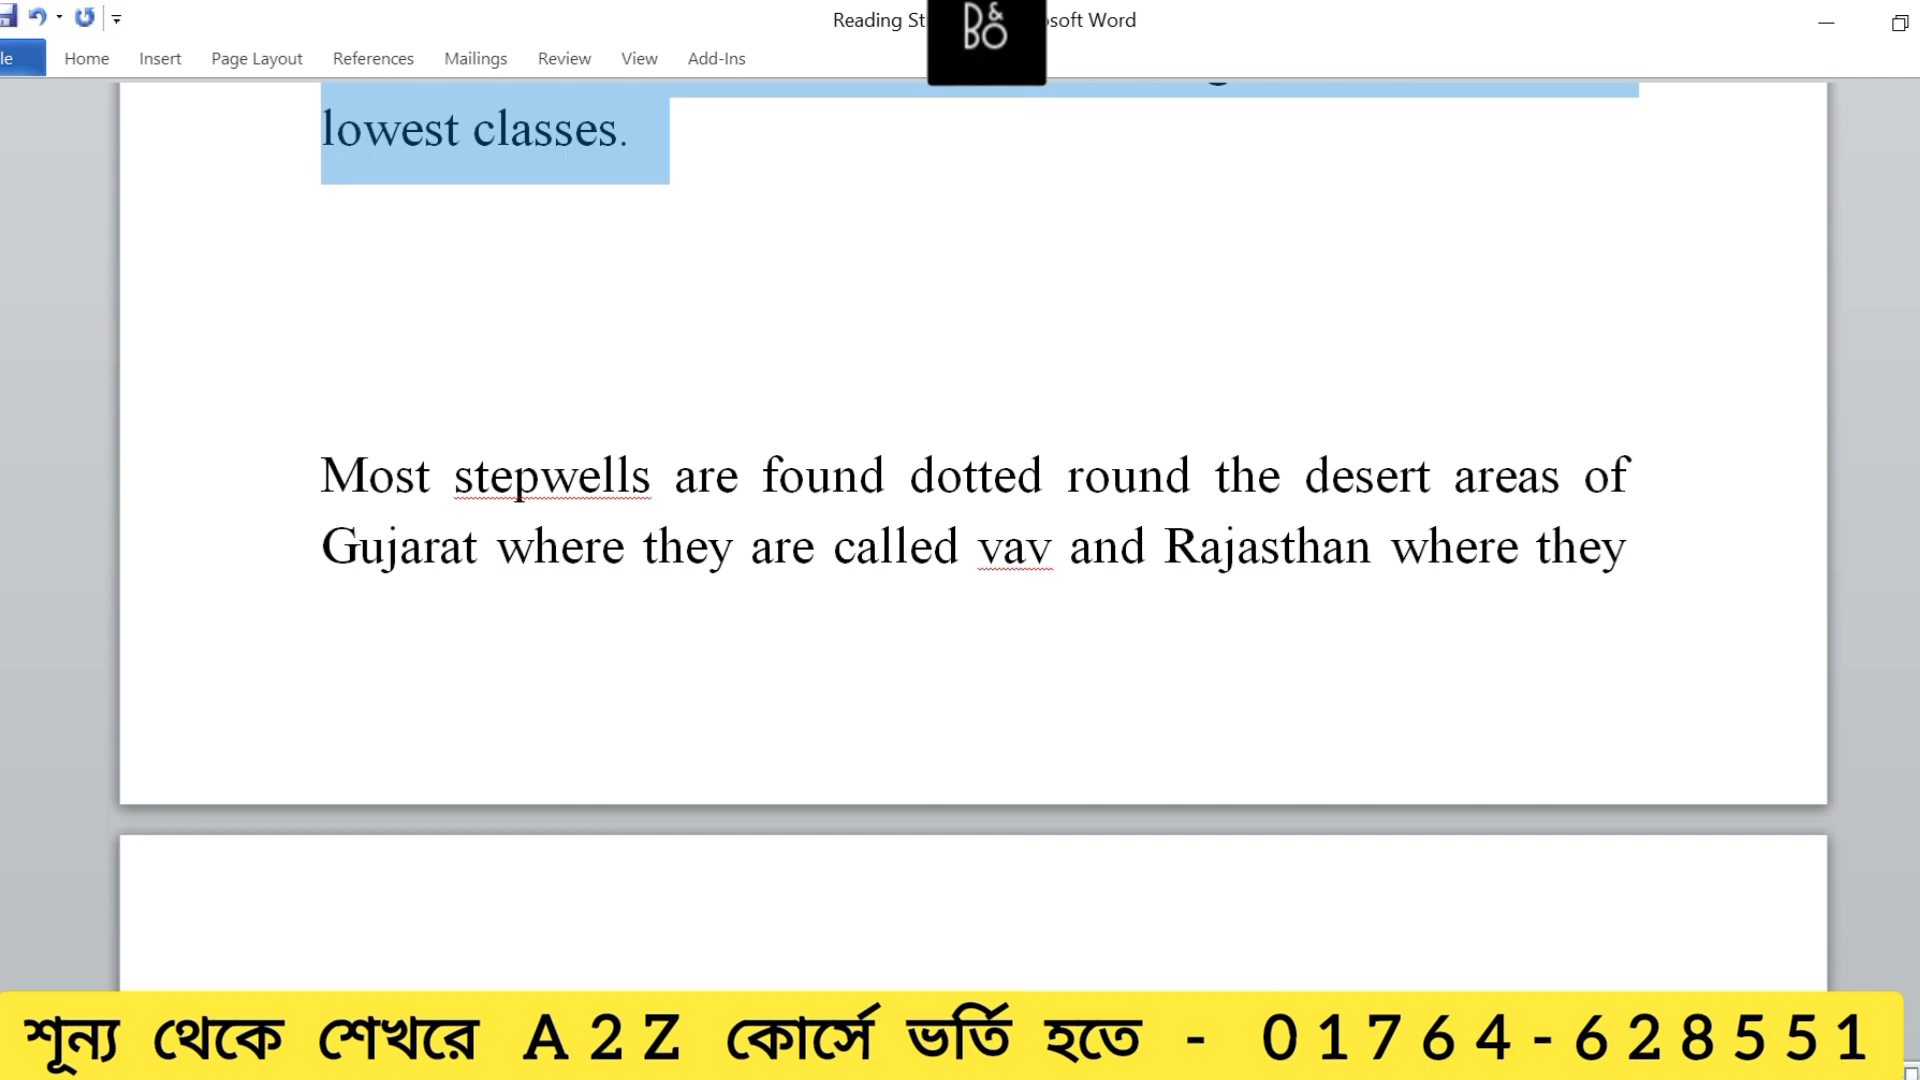 Reading St
soft Word
B&O
Home Insert Page Layout References Mailings Review View Add-Ins
lowest classes.
Most stepwells are found dotted round the desert areas of
Gujarat where they are called vav and Rajasthan where they
শূন্য থেকে শেখরে A2Z কোর্সে ভর্তি হতে - 01764-628551